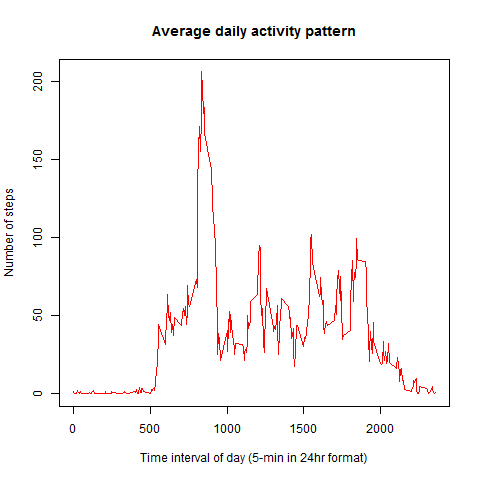 Average daily activity pattern
Number of steps
200
150
100
50
0
0 500 1000 1500 2000
Time interval of day (5-min in 24hr format)